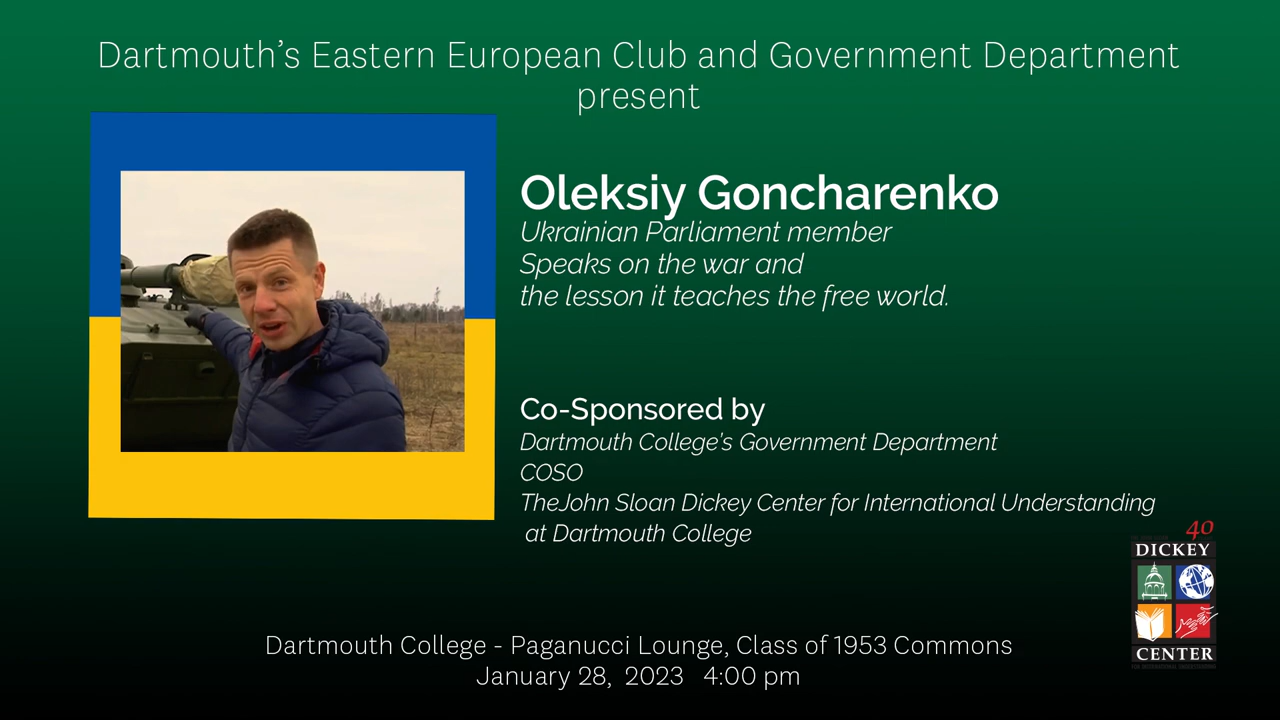 Dartmouth’s Eastern European Club and Government Department
present
Oleksiy Goncharenko
Ukrainian Parliament member
Speaks on the war and
the lesson it teaches the free world.
Co-Sponsored by
Dartmouth College's Government Department
COSO
TheJohn Sloan Dickey Center for International Understanding
at Dartmouth College
40
DICKEY
CENTER
Dartmouth College - Paganucci Lounge, Class of 1953 Commons
January 28, 2023 4:00 pm